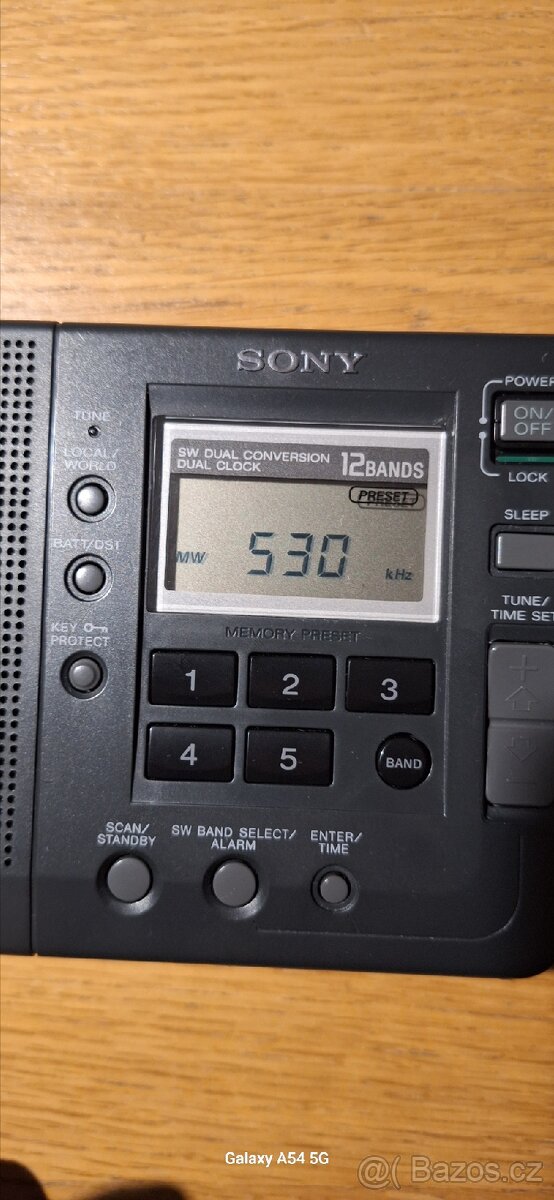 SONY
POWER
ON/
OFF
LOCK
TUNE
LOCAL/
WORLD
BATT/DST
KEY
PROTECT
SW DUAL CONVERSION
DUAL CLOCK
12BANDS
PRESET
MW 530 kHz
SLEEP
TUNE/
TIME SET
+
-
MEMORY PRESET
1 2 3
4 5 BAND
SCAN/
STANDBY
SW BAND SELECT/
ALARM
ENTER/
TIME
Galaxy A54 5G
@ Bazoš.cz